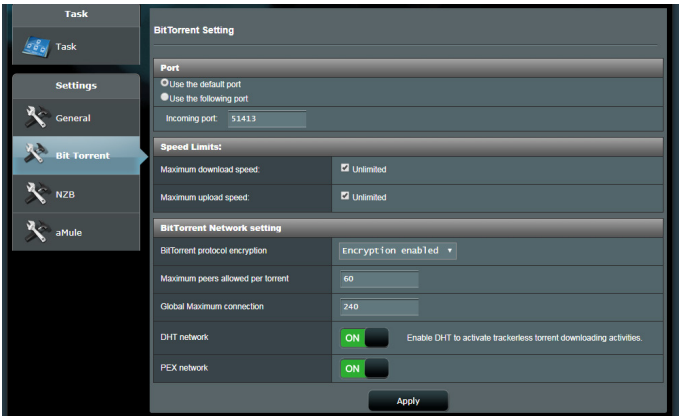 Task
Task
Settings
General
Bit Torrent
NZB
aMule
BitTorrent Setting
Port
Use the default port
Use the following port
Incoming port: 51413
Speed Limits:
Maximum download speed: Unlimited
Maximum upload speed: Unlimited
BitTorrent Network setting
BitTorrent protocol encryption Encryption enabled
Maximum peers allowed per torrent 60
Global Maximum connection 240
DHT network ON Enable DHT to activate trackerless torrent downloading activities.
PEX network ON
Apply